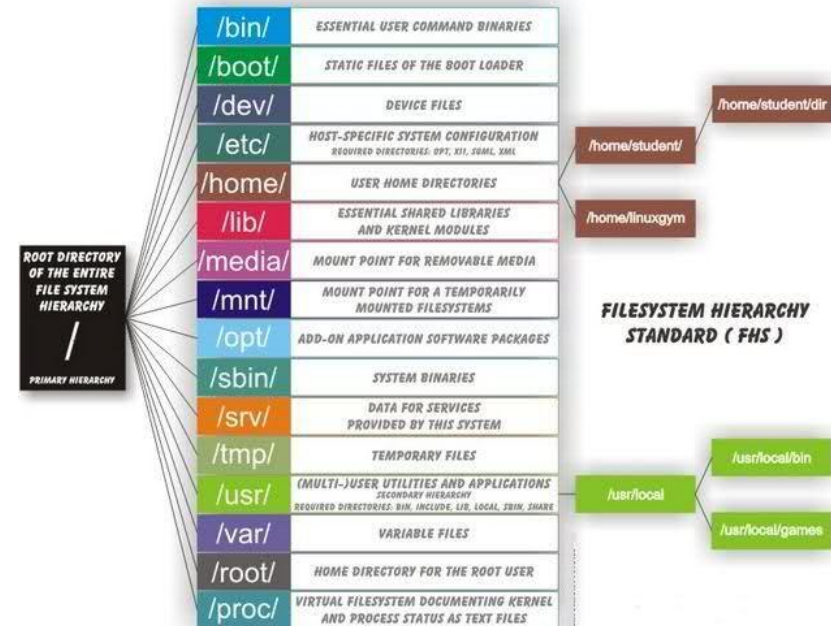 ROOT DIRECTORY
OF THE ENTIRE
FILE SYSTEM
HIERARCHY
/
PRIMARY HIERARCHY
/bin/
ESSENTIAL USER COMMAND BINARIES
/boot/
STATIC FILES OF THE BOOT LOADER
/dev/
DEVICE FILES
/etc/
HOST-SPECIFIC SYSTEM CONFIGURATION
REQUIRED DIRECTORIES: OPT, XII, SGML, XML
/home/
USER HOME DIRECTORIES
/lib/
ESSENTIAL SHARED LIBRARIES
AND KERNEL MODULES
/media/
MOUNT POINT FOR REMOVABLE MEDIA
/mnt/
MOUNT POINT FOR A TEMPORARILY
MOUNTED FILESYSTEMS
/opt/
ADD-ON APPLICATION SOFTWARE PACKAGES
/sbin/
SYSTEM BINARIES
/srv/
DATA FOR SERVICES
PROVIDED BY THIS SYSTEM
/tmp/
TEMPORARY FILES
/usr/
(MULTI-)USER UTILITIES AND APPLICATIONS
SECONDARY HIERARCHY
REQUIRED DIRECTORIES: BIN, INCLUDE, LIB, LOCAL, SBIN, SHARE
/var/
VARIABLE FILES
/root/
HOME DIRECTORY FOR THE ROOT USER
/proc/
VIRTUAL FILESYSTEM DOCUMENTING KERNEL
AND PROCESS STATUS AS TEXT FILES
/home/student/
/home/student/dir
/home/linuxgym
FILESYSTEM HIERARCHY
STANDARD ( FHS )
/usr/local
/usr/local/bin
/usr/local/games